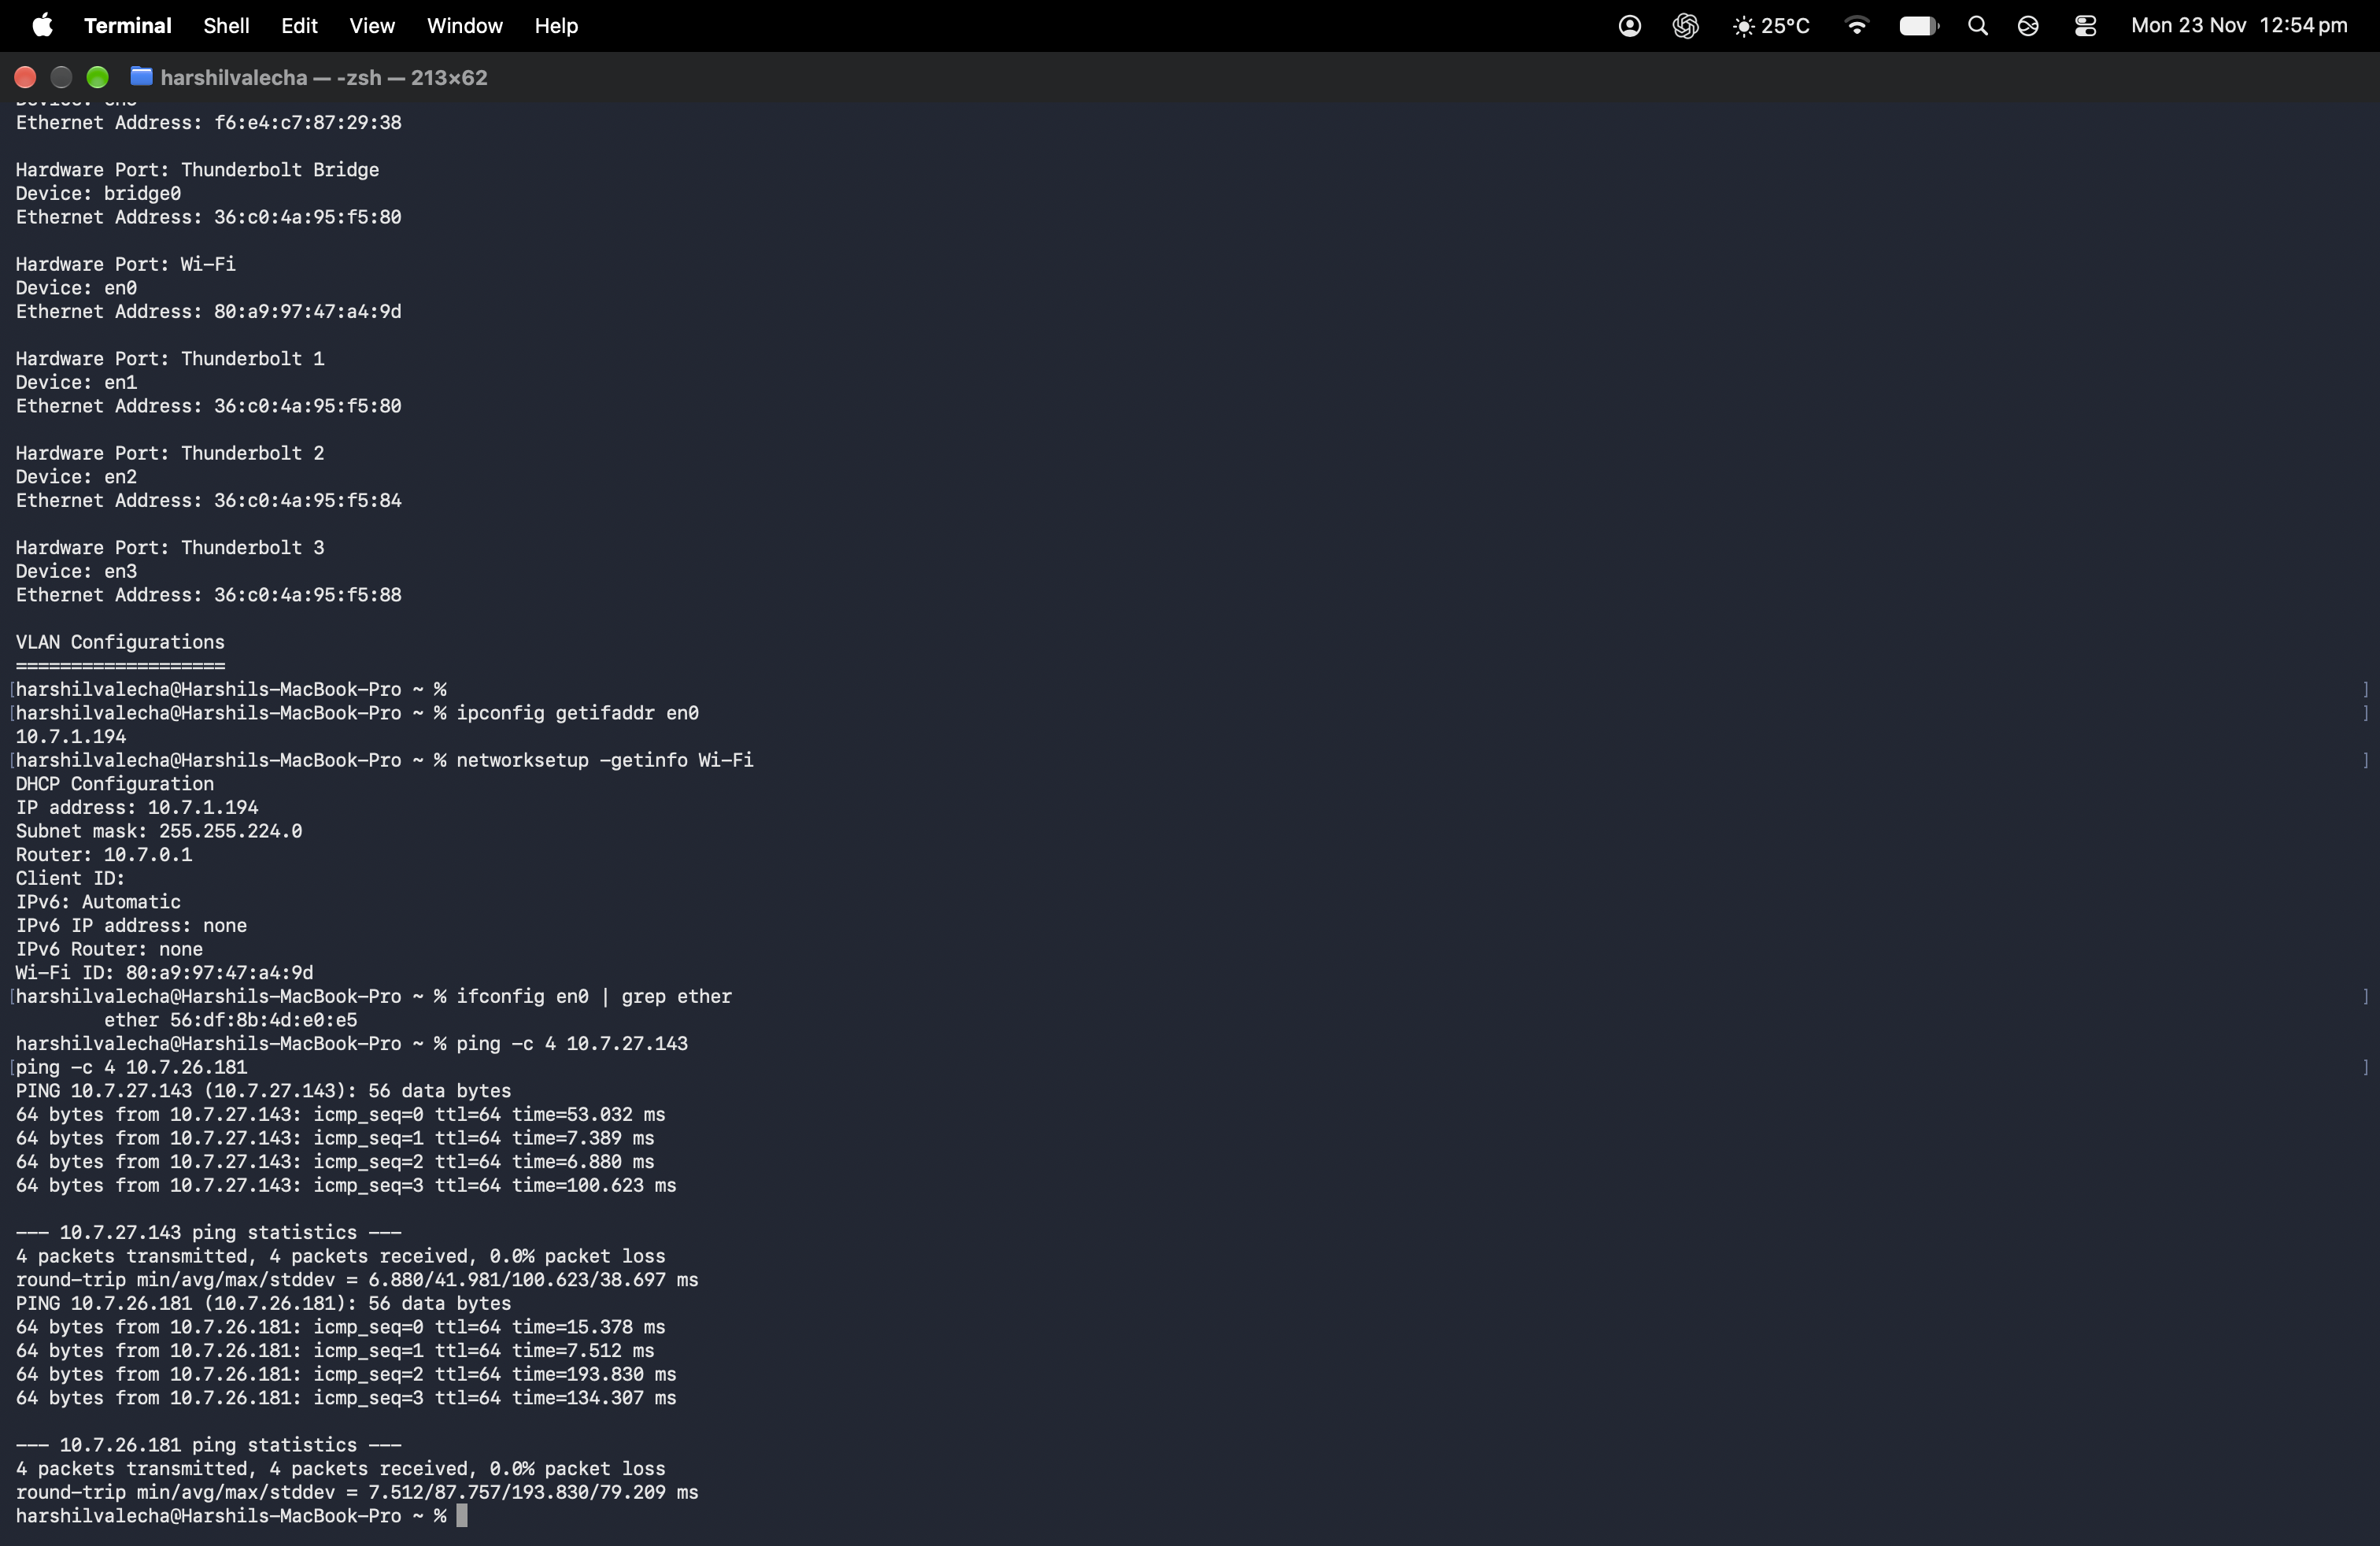 Terminal Shell Edit View Window Help 25°C Mon 23 Nov 12:54 pm
harshilvalecha — -zsh — 213×62
Ethernet Address: f6:e4:c7:87:29:38
Hardware Port: Thunderbolt Bridge
Device: bridge0
Ethernet Address: 36:c0:4a:95:f5:80
Hardware Port: Wi-Fi
Device: en0
Ethernet Address: 80:a9:97:47:a4:9d
Hardware Port: Thunderbolt 1
Device: en1
Ethernet Address: 36:c0:4a:95:f5:80
Hardware Port: Thunderbolt 2
Device: en2
Ethernet Address: 36:c0:4a:95:f5:84
Hardware Port: Thunderbolt 3
Device: en3
Ethernet Address: 36:c0:4a:95:f5:88
VLAN Configurations
===================
[harshilvalecha@Harshils-MacBook-Pro ~ % ]
[harshilvalecha@Harshils-MacBook-Pro ~ % ipconfig getifaddr en0 ]
10.7.1.194
[harshilvalecha@Harshils-MacBook-Pro ~ % networksetup -getinfo Wi-Fi ]
DHCP Configuration
IP address: 10.7.1.194
Subnet mask: 255.255.224.0
Router: 10.7.0.1
Client ID:
IPv6: Automatic
IPv6 IP address: none
IPv6 Router: none
Wi-Fi ID: 80:a9:97:47:a4:9d
[harshilvalecha@Harshils-MacBook-Pro ~ % ifconfig en0 | grep ether ]
ether 56:df:8b:4d:e0:e5
harshilvalecha@Harshils-MacBook-Pro ~ % ping -c 4 10.7.27.143
[ping -c 4 10.7.26.181 ]
PING 10.7.27.143 (10.7.27.143): 56 data bytes
64 bytes from 10.7.27.143: icmp_seq=0 ttl=64 time=53.032 ms
64 bytes from 10.7.27.143: icmp_seq=1 ttl=64 time=7.389 ms
64 bytes from 10.7.27.143: icmp_seq=2 ttl=64 time=6.880 ms
64 bytes from 10.7.27.143: icmp_seq=3 ttl=64 time=100.623 ms
--- 10.7.27.143 ping statistics ---
4 packets transmitted, 4 packets received, 0.0% packet loss
round-trip min/avg/max/stddev = 6.880/41.981/100.623/38.697 ms
PING 10.7.26.181 (10.7.26.181): 56 data bytes
64 bytes from 10.7.26.181: icmp_seq=0 ttl=64 time=15.378 ms
64 bytes from 10.7.26.181: icmp_seq=1 ttl=64 time=7.512 ms
64 bytes from 10.7.26.181: icmp_seq=2 ttl=64 time=193.830 ms
64 bytes from 10.7.26.181: icmp_seq=3 ttl=64 time=134.307 ms
--- 10.7.26.181 ping statistics ---
4 packets transmitted, 4 packets received, 0.0% packet loss
round-trip min/avg/max/stddev = 7.512/87.757/193.830/79.209 ms
harshilvalecha@Harshils-MacBook-Pro ~ %